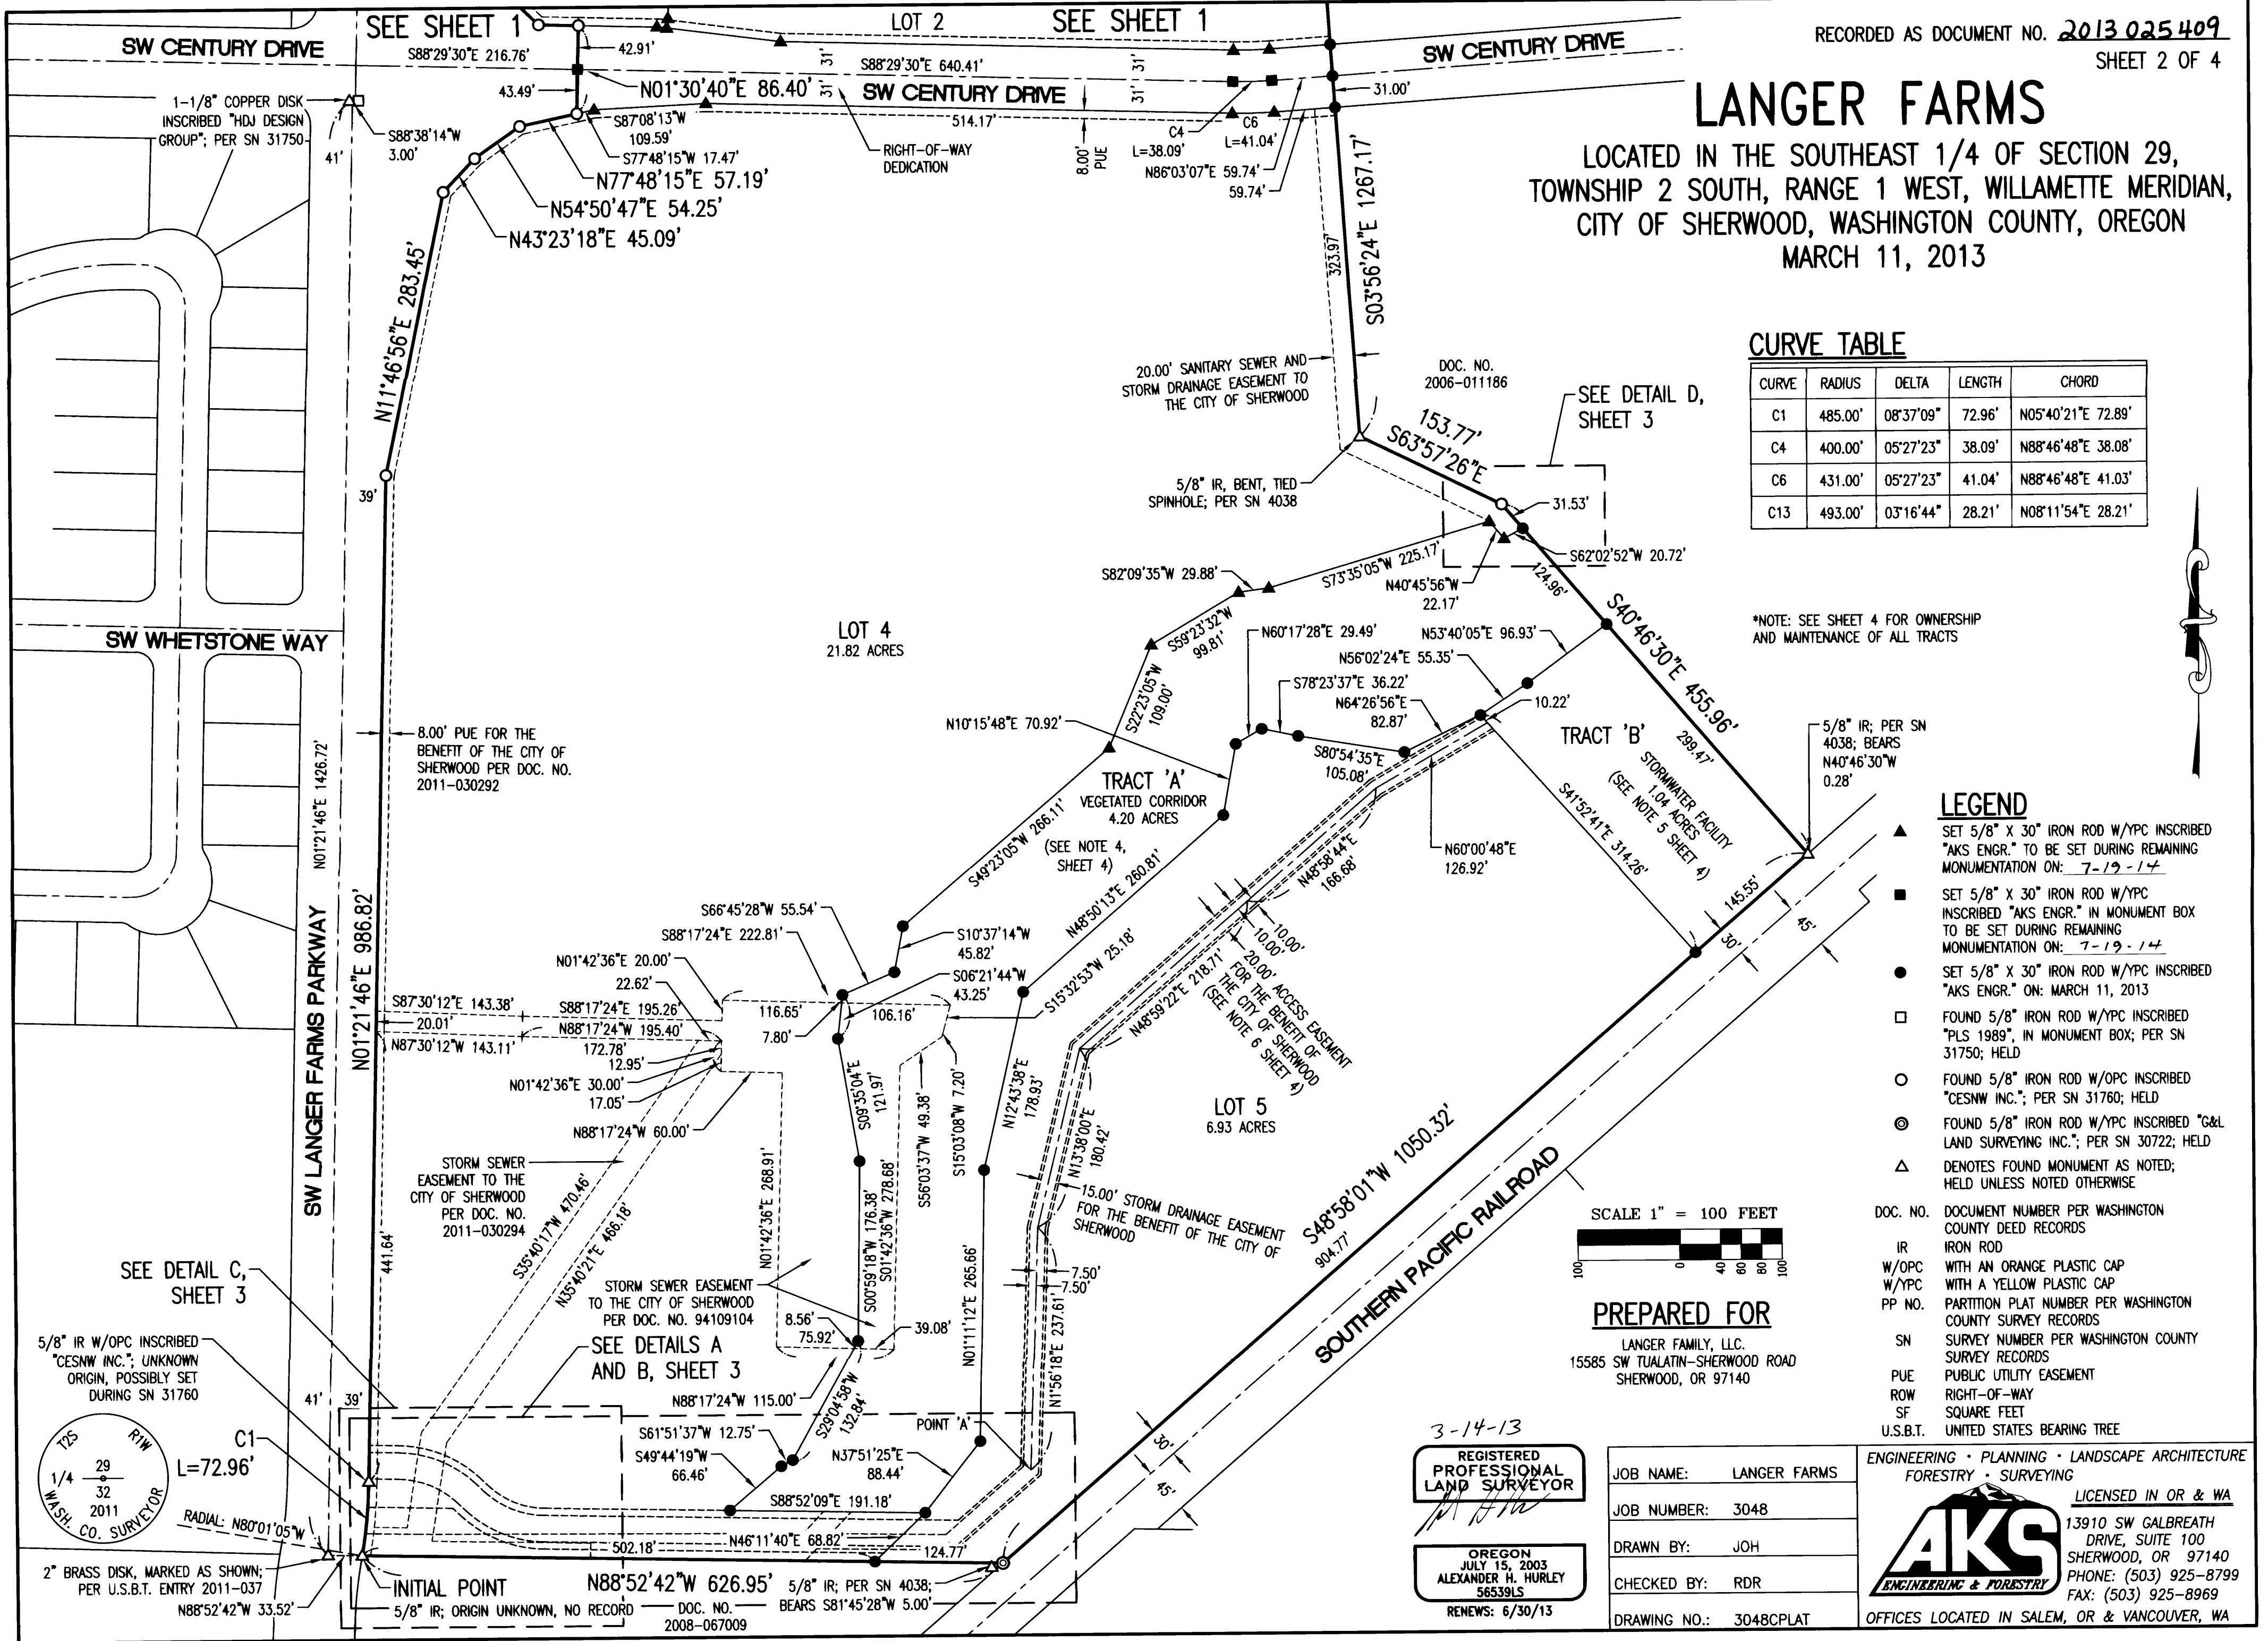 RECORDED AS DOCUMENT NO. 2013 025409
SHEET 2 OF 4
LANGER FARMS
LOCATED IN THE SOUTHEAST 1/4 OF SECTION 29,
TOWNSHIP 2 SOUTH, RANGE 1 WEST, WILLAMETTE MERIDIAN,
CITY OF SHERWOOD, WASHINGTON COUNTY, OREGON
MARCH 11, 2013
SEE SHEET 1
LOT 2
SEE SHEET 1
SW CENTURY DRIVE
S88°29'30"E 216.76'
42.91'
43.49'
N01°30'40"E 86.40'
31'
31'
S88°29'30"E 640.41'
SW CENTURY DRIVE
31'
31'
SW CENTURY DRIVE
31.00'
514.17'
8.00'
PUE
RIGHT-OF-WAY
DEDICATION
C4
L=38.09'
C6
L=41.04'
N86°03'07"E 59.74'
59.74'
1-1/8" COPPER DISK
INSCRIBED "HDJ DESIGN
GROUP"; PER SN 31750
S88°38'14"W
3.00'
41'
S87°08'13"W
109.59'
S77°48'15"W 17.47'
N77°48'15"E 57.19'
N54°50'47"E 54.25'
N43°23'18"E 45.09'
N11°46'56"E 283.45'
39'
S03°56'24"E 1267.17'
323.97'
20.00' SANITARY SEWER AND
STORM DRAINAGE EASEMENT TO
THE CITY OF SHERWOOD
DOC. NO.
2006-011186
SEE DETAIL D,
SHEET 3
153.77'
S63°57'26"E
5/8" IR, BENT, TIED
SPINHOLE; PER SN 4038
31.53'
S62°02'52"W 20.72'
N40°45'56"W
22.17'
124.96'
S40°46'30"E 455.96'
299.47'
CURVE TABLE
CURVE RADIUS DELTA LENGTH CHORD
C1 485.00' 08°37'09" 72.96' N05°40'21"E 72.89'
C4 400.00' 05°27'23" 38.09' N88°46'48"E 38.08'
C6 431.00' 05°27'23" 41.04' N88°46'48"E 41.03'
C13 493.00' 03°16'44" 28.21' N08°11'54"E 28.21'
*NOTE: SEE SHEET 4 FOR OWNERSHIP
AND MAINTENANCE OF ALL TRACTS
SW WHETSTONE WAY
LOT 4
21.82 ACRES
S82°09'35"W 29.88'
S73°35'05"W 225.17'
S59°23'32"W
99.81'
S22°23'05"W
109.00'
N60°17'28"E 29.49'
N53°40'05"E 96.93'
N56°02'24"E 55.35'
S78°23'37"E 36.22'
N64°26'56"E
82.87'
10.22'
N10°15'48"E 70.92'
S80°54'35"E
105.08'
TRACT 'A'
VEGETATED CORRIDOR
4.20 ACRES
(SEE NOTE 4,
SHEET 4)
TRACT 'B'
STORMWATER FACILITY
1.04 ACRES
(SEE NOTE 5 SHEET 4)
5/8" IR; PER SN
4038; BEARS
N40°46'30"W
0.28'
S41°52'41"E 314.26'
N60°00'48"E
126.92'
N48°58'44"E
166.68'
145.55'
30'
45'
8.00' PUE FOR THE
BENEFIT OF THE CITY OF
SHERWOOD PER DOC. NO.
2011-030292
N01°21'46"E 1426.72'
SW LANGER FARMS PARKWAY
N01°21'46"E 986.82'
S49°23'05"W 266.11'
N48°50'13"E 260.81'
S66°45'28"W 55.54'
S88°17'24"E 222.81'
S10°37'14"W
45.82'
S06°21'44"W
43.25'
N01°42'36"E 20.00'
22.62'
S87°30'12"E 143.38'
S88°17'24"E 195.26'
20.01'
N88°17'24"W 195.40'
N87°30'12"W 143.11'
172.78'
12.95'
N01°42'36"E 30.00'
17.05'
N88°17'24"W 60.00'
116.65'
7.80'
106.16'
S15°32'53"W 25.18'
N48°59'22"E 218.71'
10.00'
10.00'
20.00' ACCESS EASEMENT
FOR THE BENEFIT OF
THE CITY OF SHERWOOD
(SEE NOTE 6 SHEET 4)
S09°35'04"E
121.97'
S56°03'37"W 49.38'
S15°03'08"W 7.20'
N12°43'38"E
178.93'
N13°38'00"E
180.42'
LOT 5
6.93 ACRES
STORM SEWER
EASEMENT TO THE
CITY OF SHERWOOD
PER DOC. NO.
2011-030294
S35°40'17"W 470.46'
N35°40'21"E 466.18'
N01°42'36"E 268.91'
S00°59'18"W 176.38'
S01°42'36"W 278.68'
15.00' STORM DRAINAGE EASEMENT
FOR THE BENEFIT OF THE CITY OF
SHERWOOD
7.50'
7.50'
S48°58'01"W 1050.32'
904.77'
SOUTHERN PACIFIC RAILROAD
441.64'
SEE DETAIL C,
SHEET 3
STORM SEWER EASEMENT
TO THE CITY OF SHERWOOD
PER DOC. NO. 94109104
8.56'
75.92'
39.08'
N01°11'12"E 265.66'
N1°56'18"E 237.61'
SEE DETAILS A
AND B, SHEET 3
5/8" IR W/OPC INSCRIBED
"CESNW INC."; UNKNOWN
ORIGIN, POSSIBLY SET
DURING SN 31760
41'
39'
N88°17'24"W 115.00'
S29°04'58"W
132.84'
POINT 'A'
S61°51'37"W 12.75'
S49°44'19"W
66.46'
N37°51'25"E
88.44'
C1
L=72.96'
T2S
R1W
1/4
29
32
2011
WASH. CO. SURVEYOR
RADIAL: N80°01'05"W
S88°52'09"E 191.18'
N46°11'40"E 68.82'
502.18'
124.77'
30'
45'
2" BRASS DISK, MARKED AS SHOWN;
PER U.S.B.T. ENTRY 2011-037
N88°52'42"W 33.52'
INITIAL POINT
5/8" IR; ORIGIN UNKNOWN, NO RECORD
N88°52'42"W 626.95'
DOC. NO.
2008-067009
5/8" IR; PER SN 4038;
BEARS S81°45'28"W 5.00'
LEGEND
SET 5/8" X 30" IRON ROD W/YPC INSCRIBED
"AKS ENGR." TO BE SET DURING REMAINING
MONUMENTATION ON: 7-19-14
SET 5/8" X 30" IRON ROD W/YPC
INSCRIBED "AKS ENGR." IN MONUMENT BOX
TO BE SET DURING REMAINING
MONUMENTATION ON: 7-19-14
SET 5/8" X 30" IRON ROD W/YPC INSCRIBED
"AKS ENGR." ON: MARCH 11, 2013
FOUND 5/8" IRON ROD W/YPC INSCRIBED
"PLS 1989", IN MONUMENT BOX; PER SN
31750; HELD
FOUND 5/8" IRON ROD W/OPC INSCRIBED
"CESNW INC."; PER SN 31760; HELD
FOUND 5/8" IRON ROD W/YPC INSCRIBED "G&L
LAND SURVEYING INC."; PER SN 30722; HELD
DENOTES FOUND MONUMENT AS NOTED;
HELD UNLESS NOTED OTHERWISE
DOC. NO. DOCUMENT NUMBER PER WASHINGTON
COUNTY DEED RECORDS
IR IRON ROD
W/OPC WITH AN ORANGE PLASTIC CAP
W/YPC WITH A YELLOW PLASTIC CAP
PP NO. PARTITION PLAT NUMBER PER WASHINGTON
COUNTY SURVEY RECORDS
SN SURVEY NUMBER PER WASHINGTON COUNTY
SURVEY RECORDS
PUE PUBLIC UTILITY EASEMENT
ROW RIGHT-OF-WAY
SF SQUARE FEET
U.S.B.T. UNITED STATES BEARING TREE
SCALE 1" = 100 FEET
100 0 40 60 80 100
PREPARED FOR
LANGER FAMILY, LLC.
15585 SW TUALATIN-SHERWOOD ROAD
SHERWOOD, OR 97140
3-14-13
REGISTERED
PROFESSIONAL
LAND SURVEYOR
OREGON
JULY 15, 2003
ALEXANDER H. HURLEY
56539LS
RENEWS: 6/30/13
JOB NAME: LANGER FARMS
JOB NUMBER: 3048
DRAWN BY: JOH
CHECKED BY: RDR
DRAWING NO.: 3048CPLAT
ENGINEERING · PLANNING · LANDSCAPE ARCHITECTURE
FORESTRY · SURVEYING
LICENSED IN OR & WA
AKS
ENGINEERING & FORESTRY
13910 SW GALBREATH
DRIVE, SUITE 100
SHERWOOD, OR 97140
PHONE: (503) 925-8799
FAX: (503) 925-8969
OFFICES LOCATED IN SALEM, OR & VANCOUVER, WA